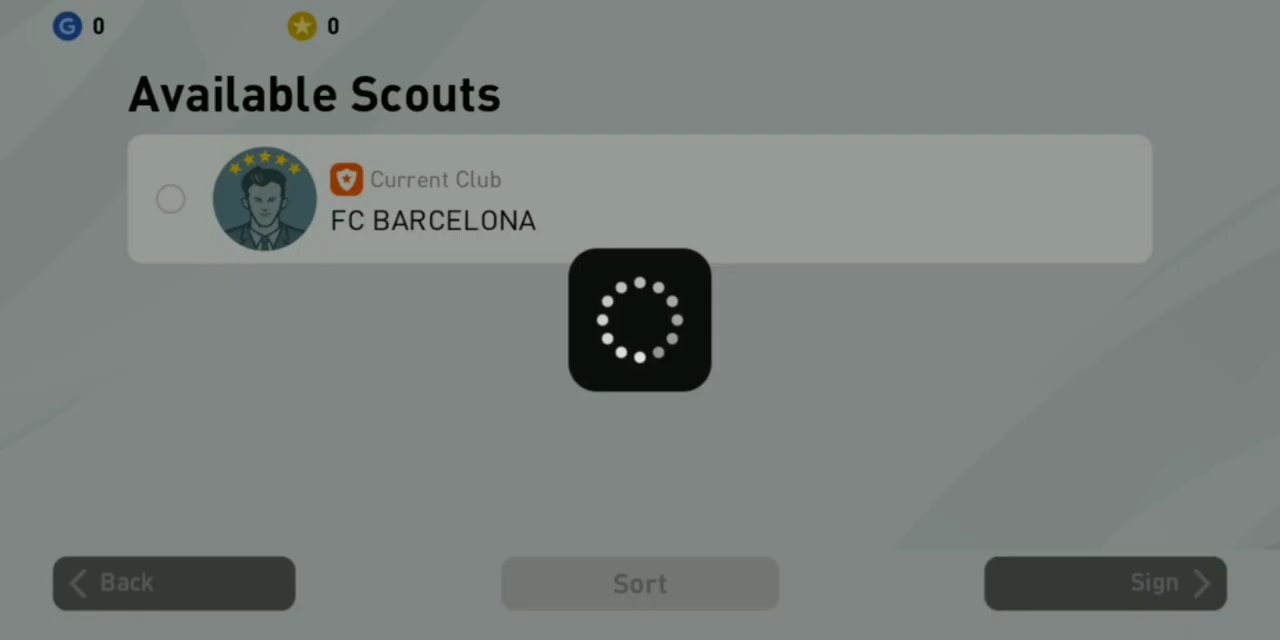 G 0
0
Available Scouts
Current Club
FC BARCELONA
Back
Sort
Sign